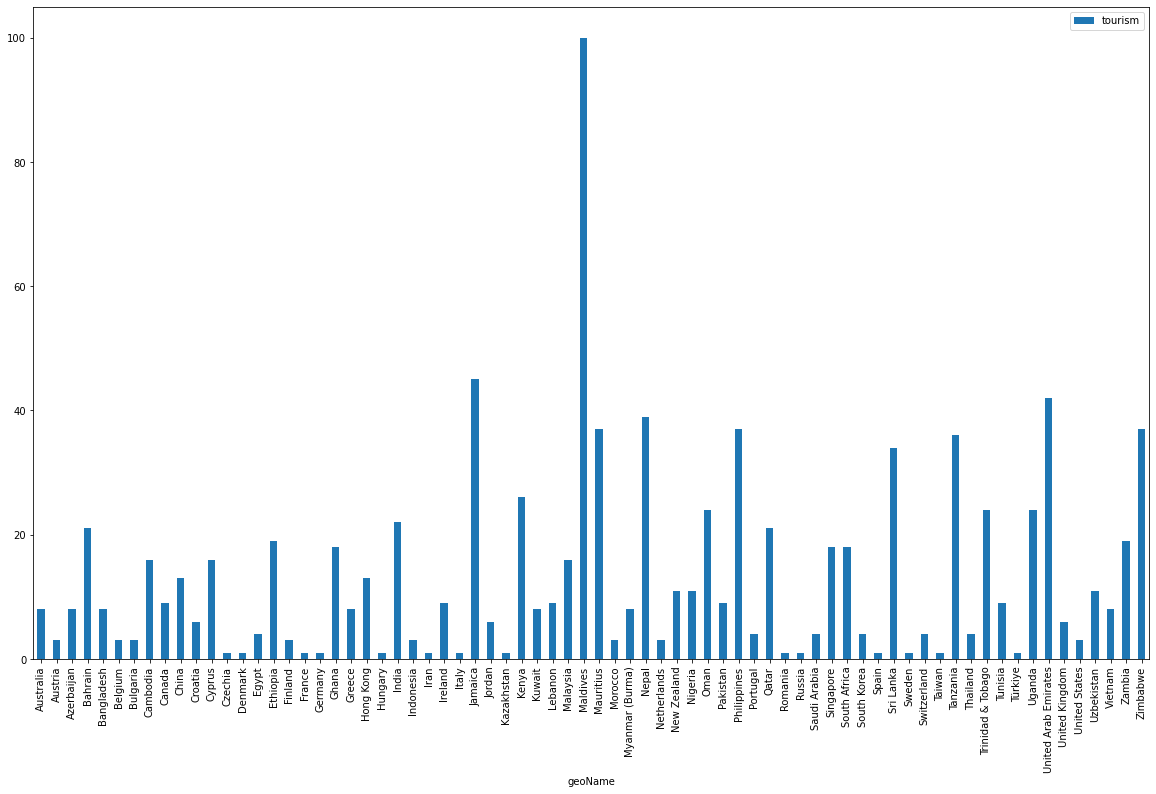 tourism
100
80
60
40
20
0
Australia
Austria
Azerbaijan
Bahrain
Bangladesh
Belgium
Bulgaria
Cambodia
Canada
China
Croatia
Cyprus
Czechia
Denmark
Egypt
Ethiopia
Finland
France
Germany
Ghana
Greece
Hong Kong
Hungary
India
Indonesia
Iran
Ireland
Italy
Jamaica
Jordan
Kazakhstan
Kenya
Kuwait
Lebanon
Malaysia
Maldives
Mauritius
Morocco
Myanmar (Burma)
Nepal
Netherlands
New Zealand
Nigeria
Oman
Pakistan
Philippines
Portugal
Qatar
Romania
Russia
Saudi Arabia
Singapore
South Africa
South Korea
Spain
Sri Lanka
Sweden
Switzerland
Taiwan
Tanzania
Thailand
Trinidad & Tobago
Tunisia
Türkiye
Uganda
United Arab Emirates
United Kingdom
United States
Uzbekistan
Vietnam
Zambia
Zimbabwe
geoName